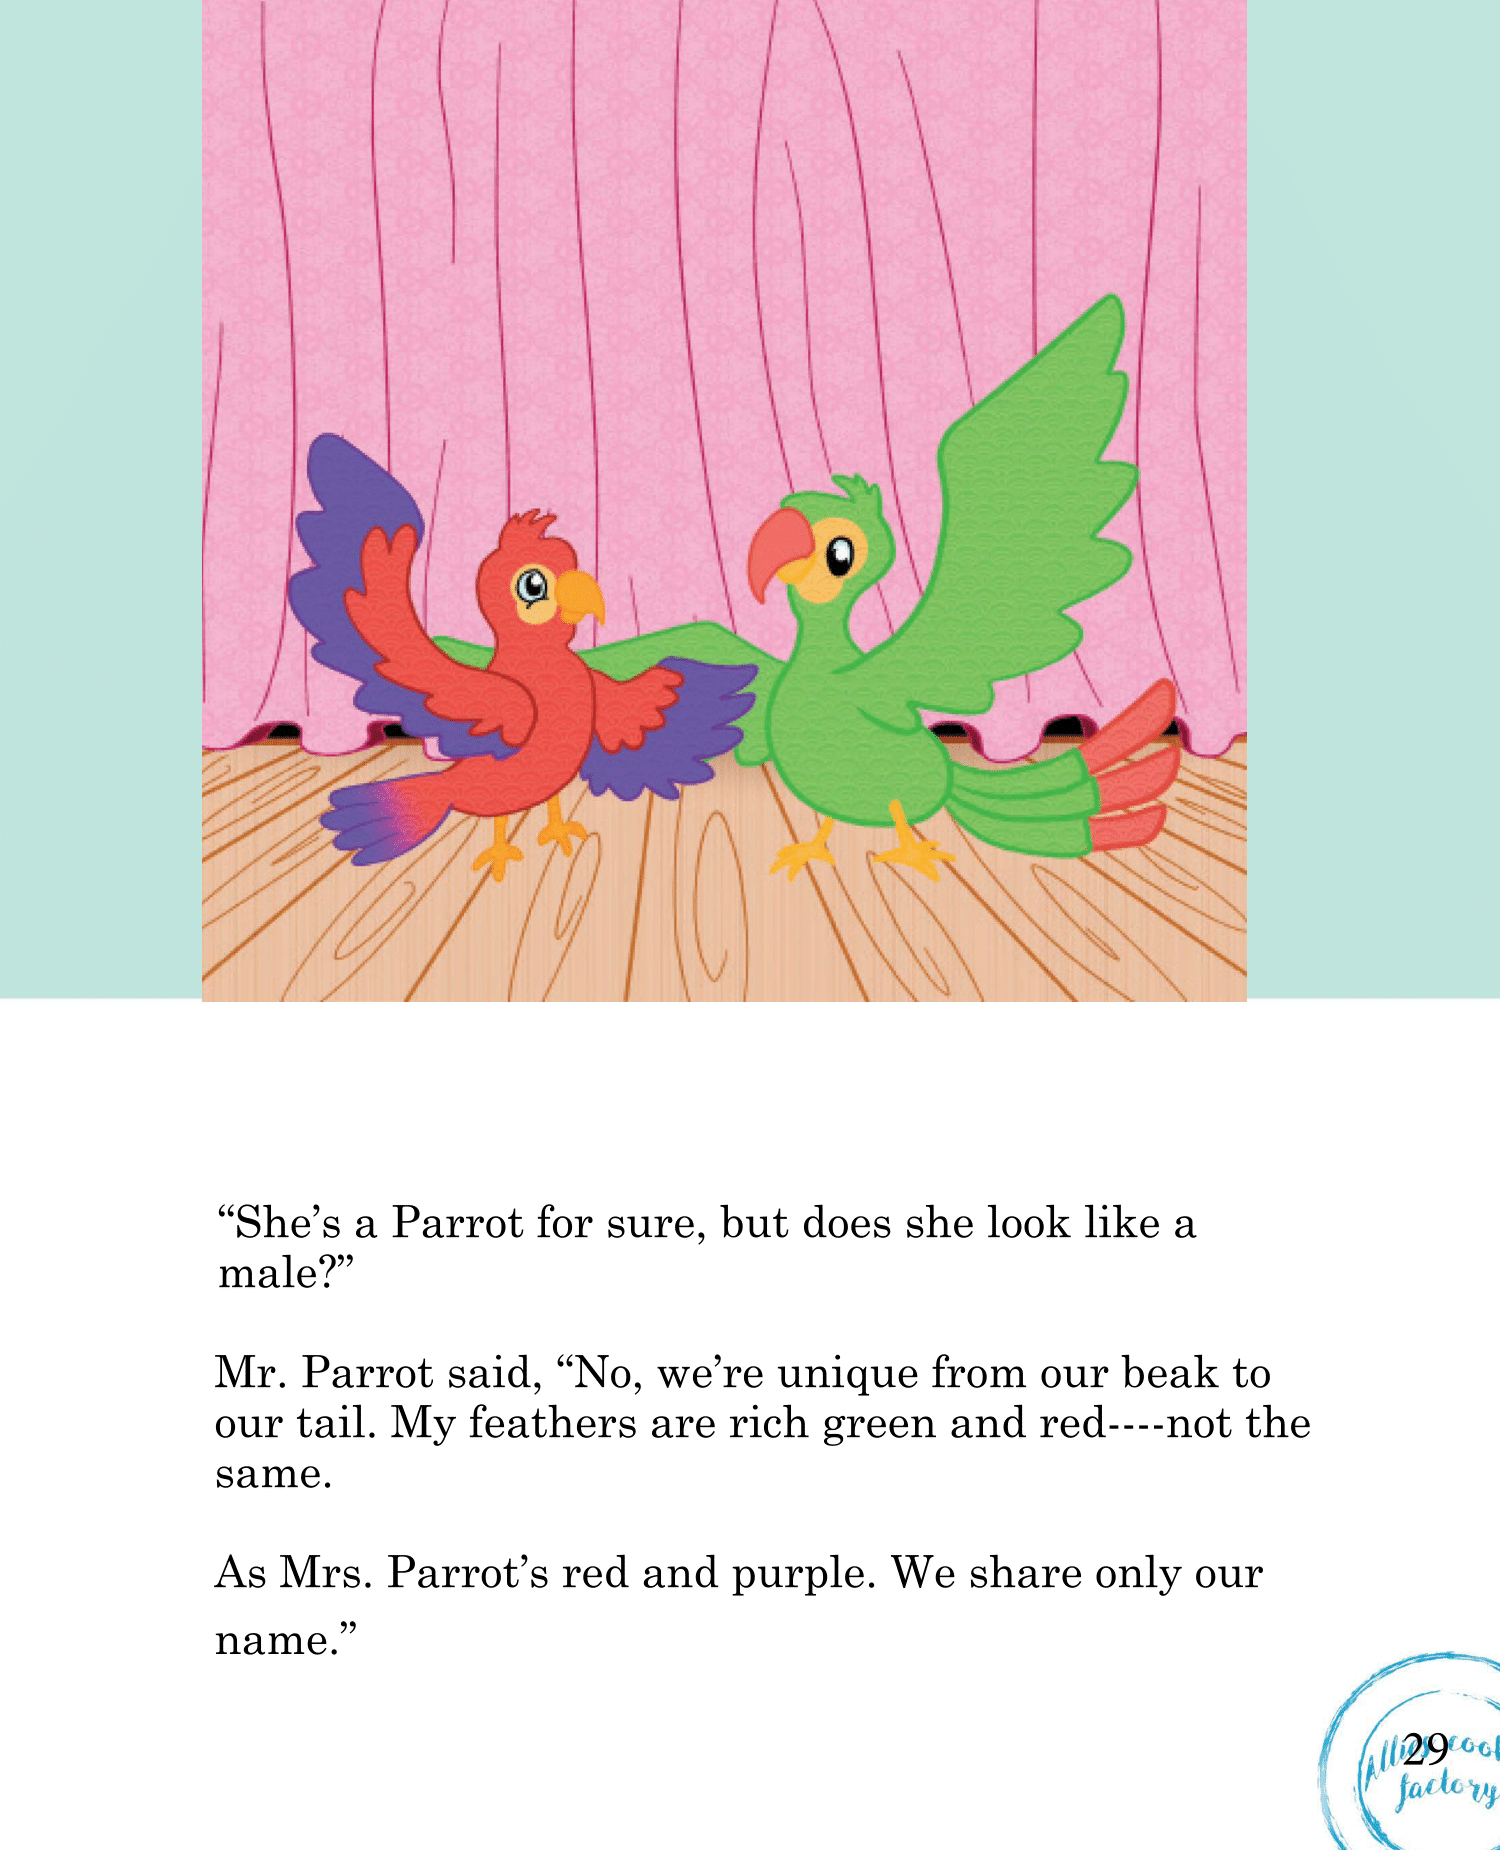 “She’s a Parrot for sure, but does she look like a
male?”
Mr. Parrot said, “No, we’re unique from our beak to
our tail. My feathers are rich green and red----not the
same.
As Mrs. Parrot’s red and purple. We share only our
name.”
29
factory